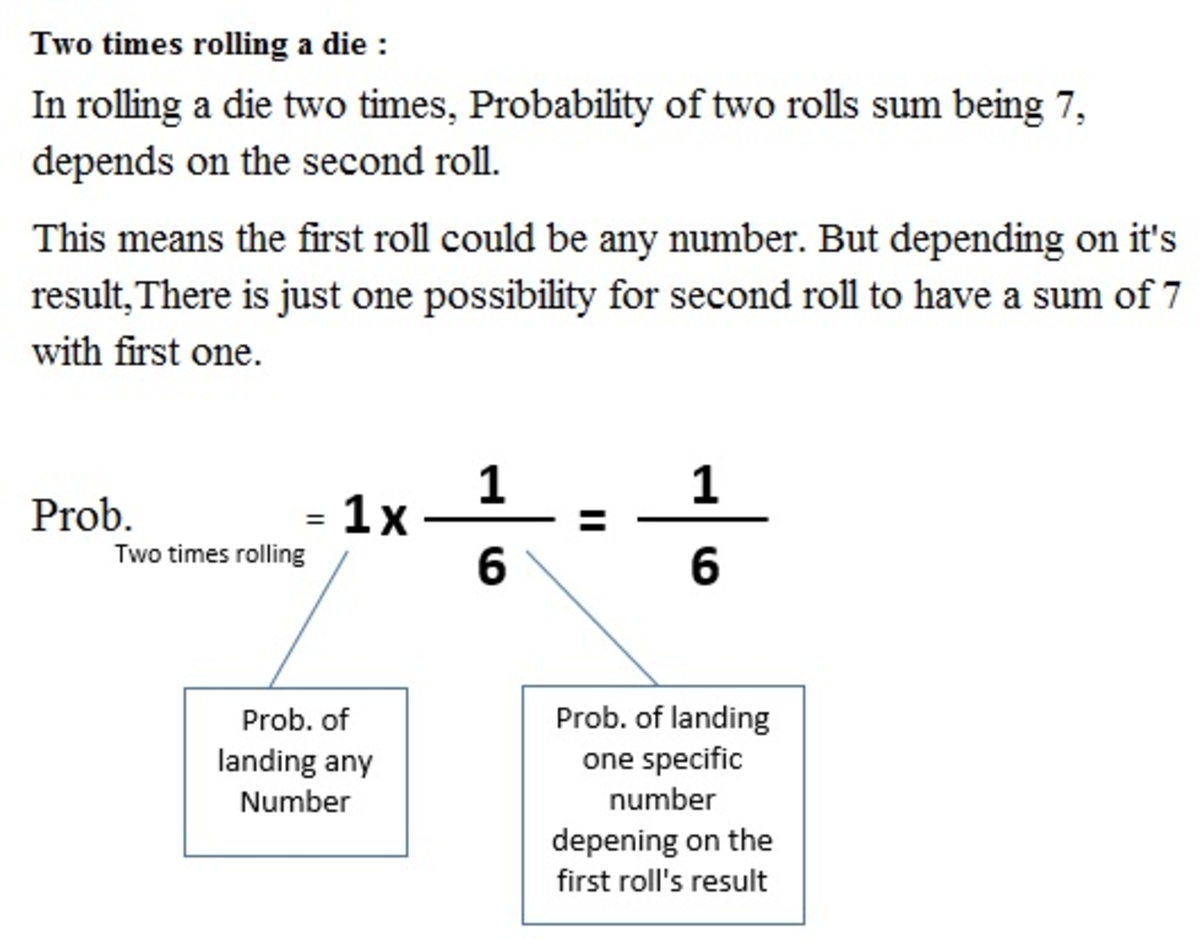 Two times rolling a die :
In rolling a die two times, Probability of two rolls sum being 7,
depends on the second roll.
This means the first roll could be any number. But depending on it's
result,There is just one possibility for second roll to have a sum of 7
with first one.
Prob. Two times rolling = 1 x 1/6 = 1/6
Prob. of
landing any
Number
Prob. of landing
one specific
number
depening on the
first roll's result